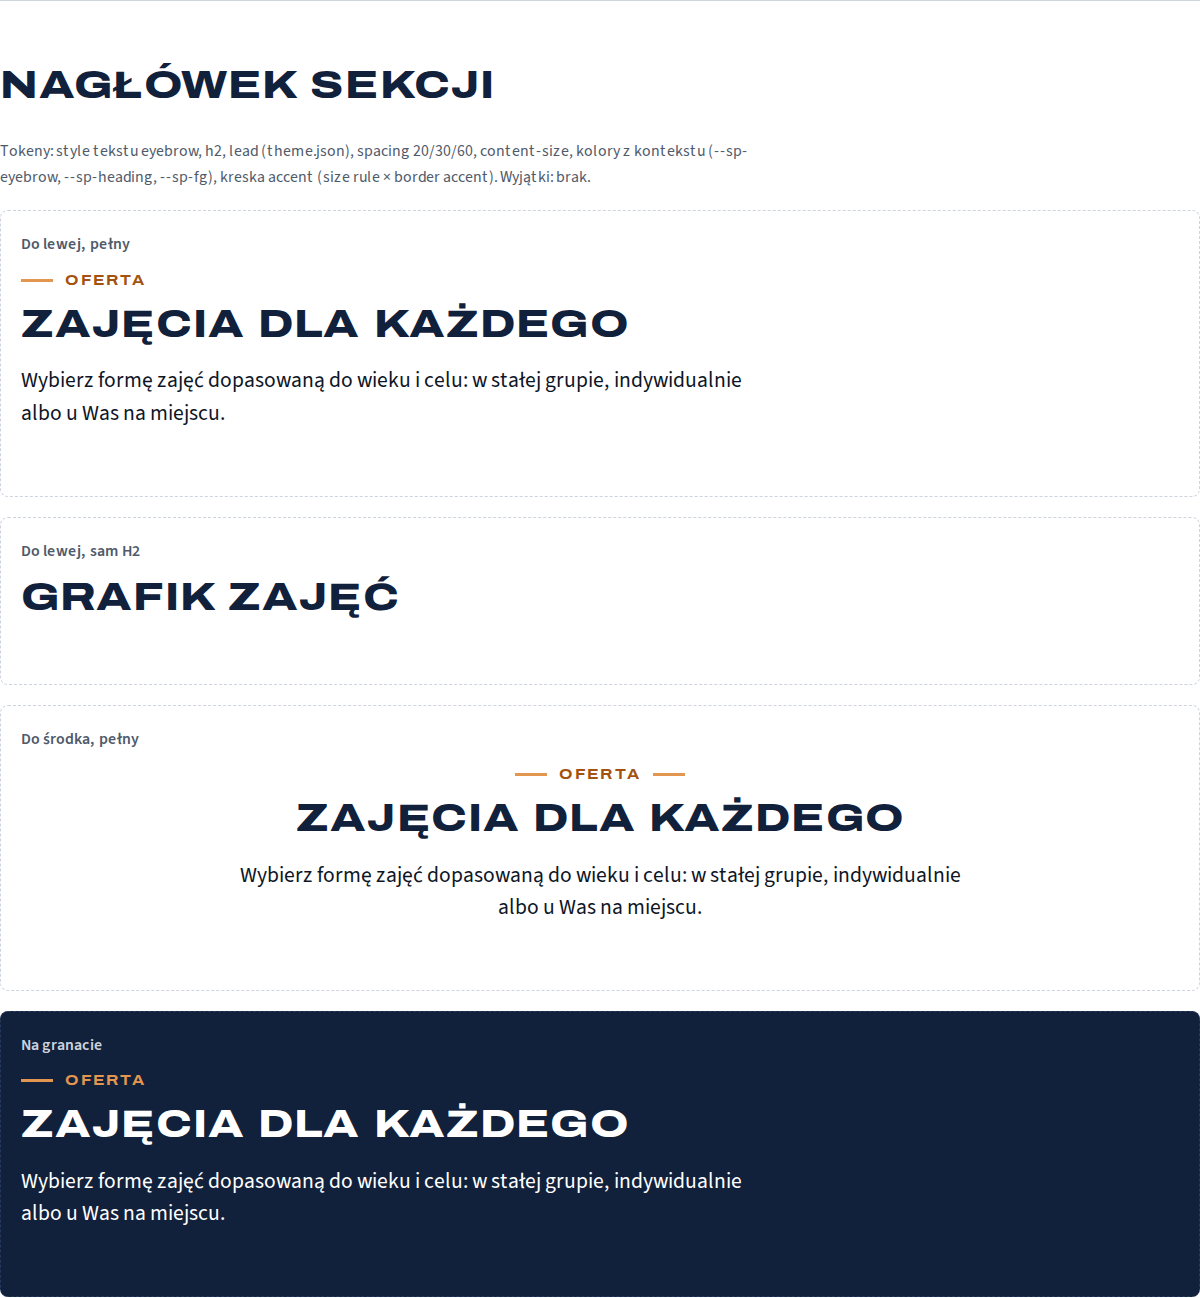 NAGŁÓWEK SEKCJI
Tokeny: style tekstu eyebrow, h2, lead (theme.json), spacing 20/30/60, content-size, kolory z kontekstu (--sp-
eyebrow, --sp-heading, --sp-fg), kreska accent (size rule × border accent). Wyjątki: brak.
Do lewej, pełny
OFERTA
ZAJĘCIA DLA KAŻDEGO
Wybierz formę zajęć dopasowaną do wieku i celu: w stałej grupie, indywidualnie
albo u Was na miejscu.
Do lewej, sam H2
GRAFIK ZAJĘĆ
Do środka, pełny
OFERTA
ZAJĘCIA DLA KAŻDEGO
Wybierz formę zajęć dopasowaną do wieku i celu: w stałej grupie, indywidualnie
albo u Was na miejscu.
Na granacie
OFERTA
ZAJĘCIA DLA KAŻDEGO
Wybierz formę zajęć dopasowaną do wieku i celu: w stałej grupie, indywidualnie
albo u Was na miejscu.